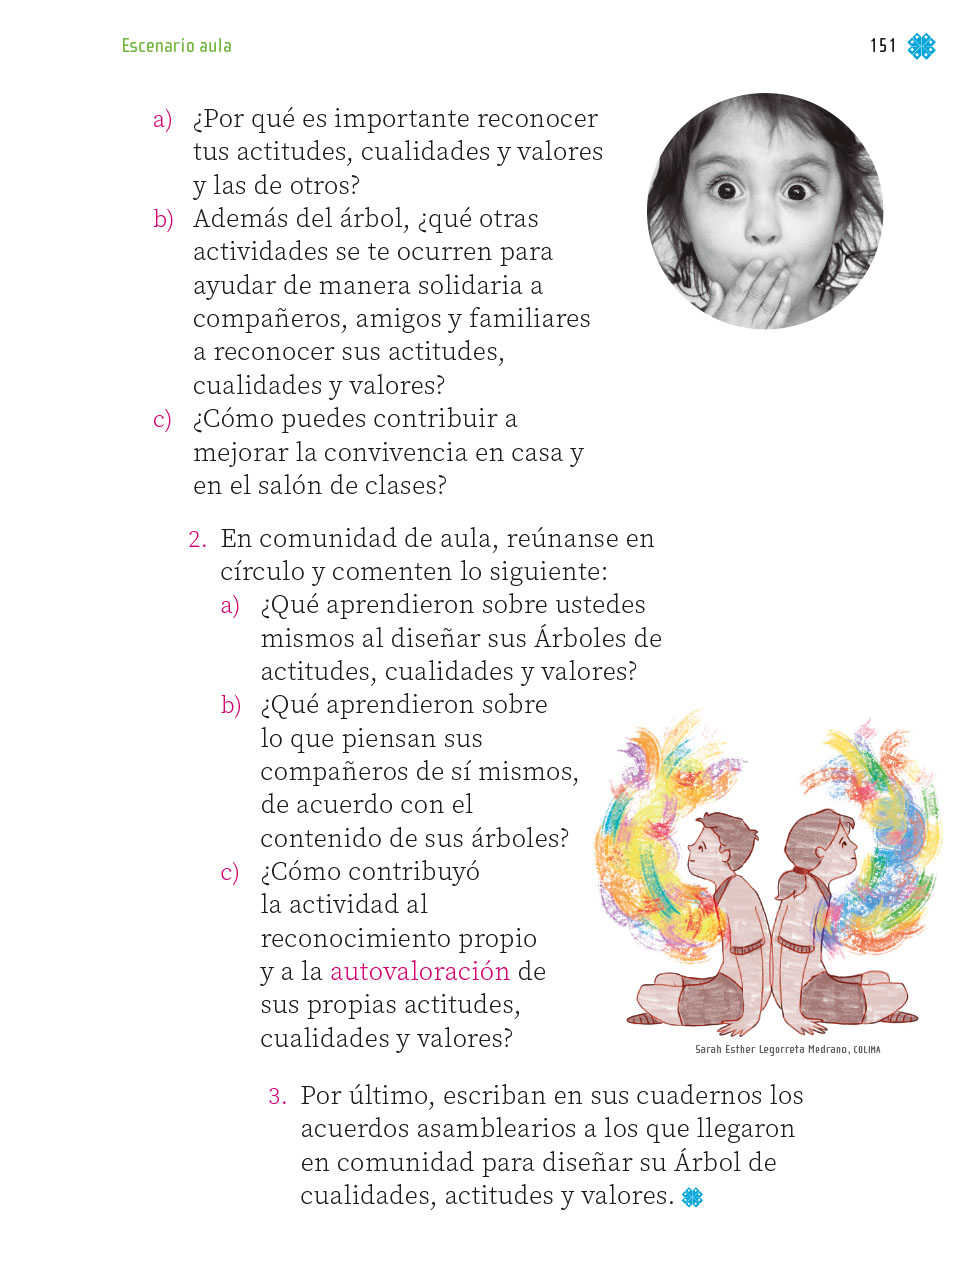 Escenario aula
151
a) ¿Por qué es importante reconocer
tus actitudes, cualidades y valores
y las de otros?
b) Además del árbol, ¿qué otras
actividades se te ocurren para
ayudar de manera solidaria a
compañeros, amigos y familiares
a reconocer sus actitudes,
cualidades y valores?
c) ¿Cómo puedes contribuir a
mejorar la convivencia en casa y
en el salón de clases?
2. En comunidad de aula, reúnanse en
círculo y comenten lo siguiente:
a) ¿Qué aprendieron sobre ustedes
mismos al diseñar sus Árboles de
actitudes, cualidades y valores?
b) ¿Qué aprendieron sobre
lo que piensan sus
compañeros de sí mismos,
de acuerdo con el
contenido de sus árboles?
c) ¿Cómo contribuyó
la actividad al
reconocimiento propio
y a la autovaloración de
sus propias actitudes,
cualidades y valores?
Sarah Esther Legorreta Medrano, COLIMA
3. Por último, escriban en sus cuadernos los
acuerdos asamblearios a los que llegaron
en comunidad para diseñar su Árbol de
cualidades, actitudes y valores.